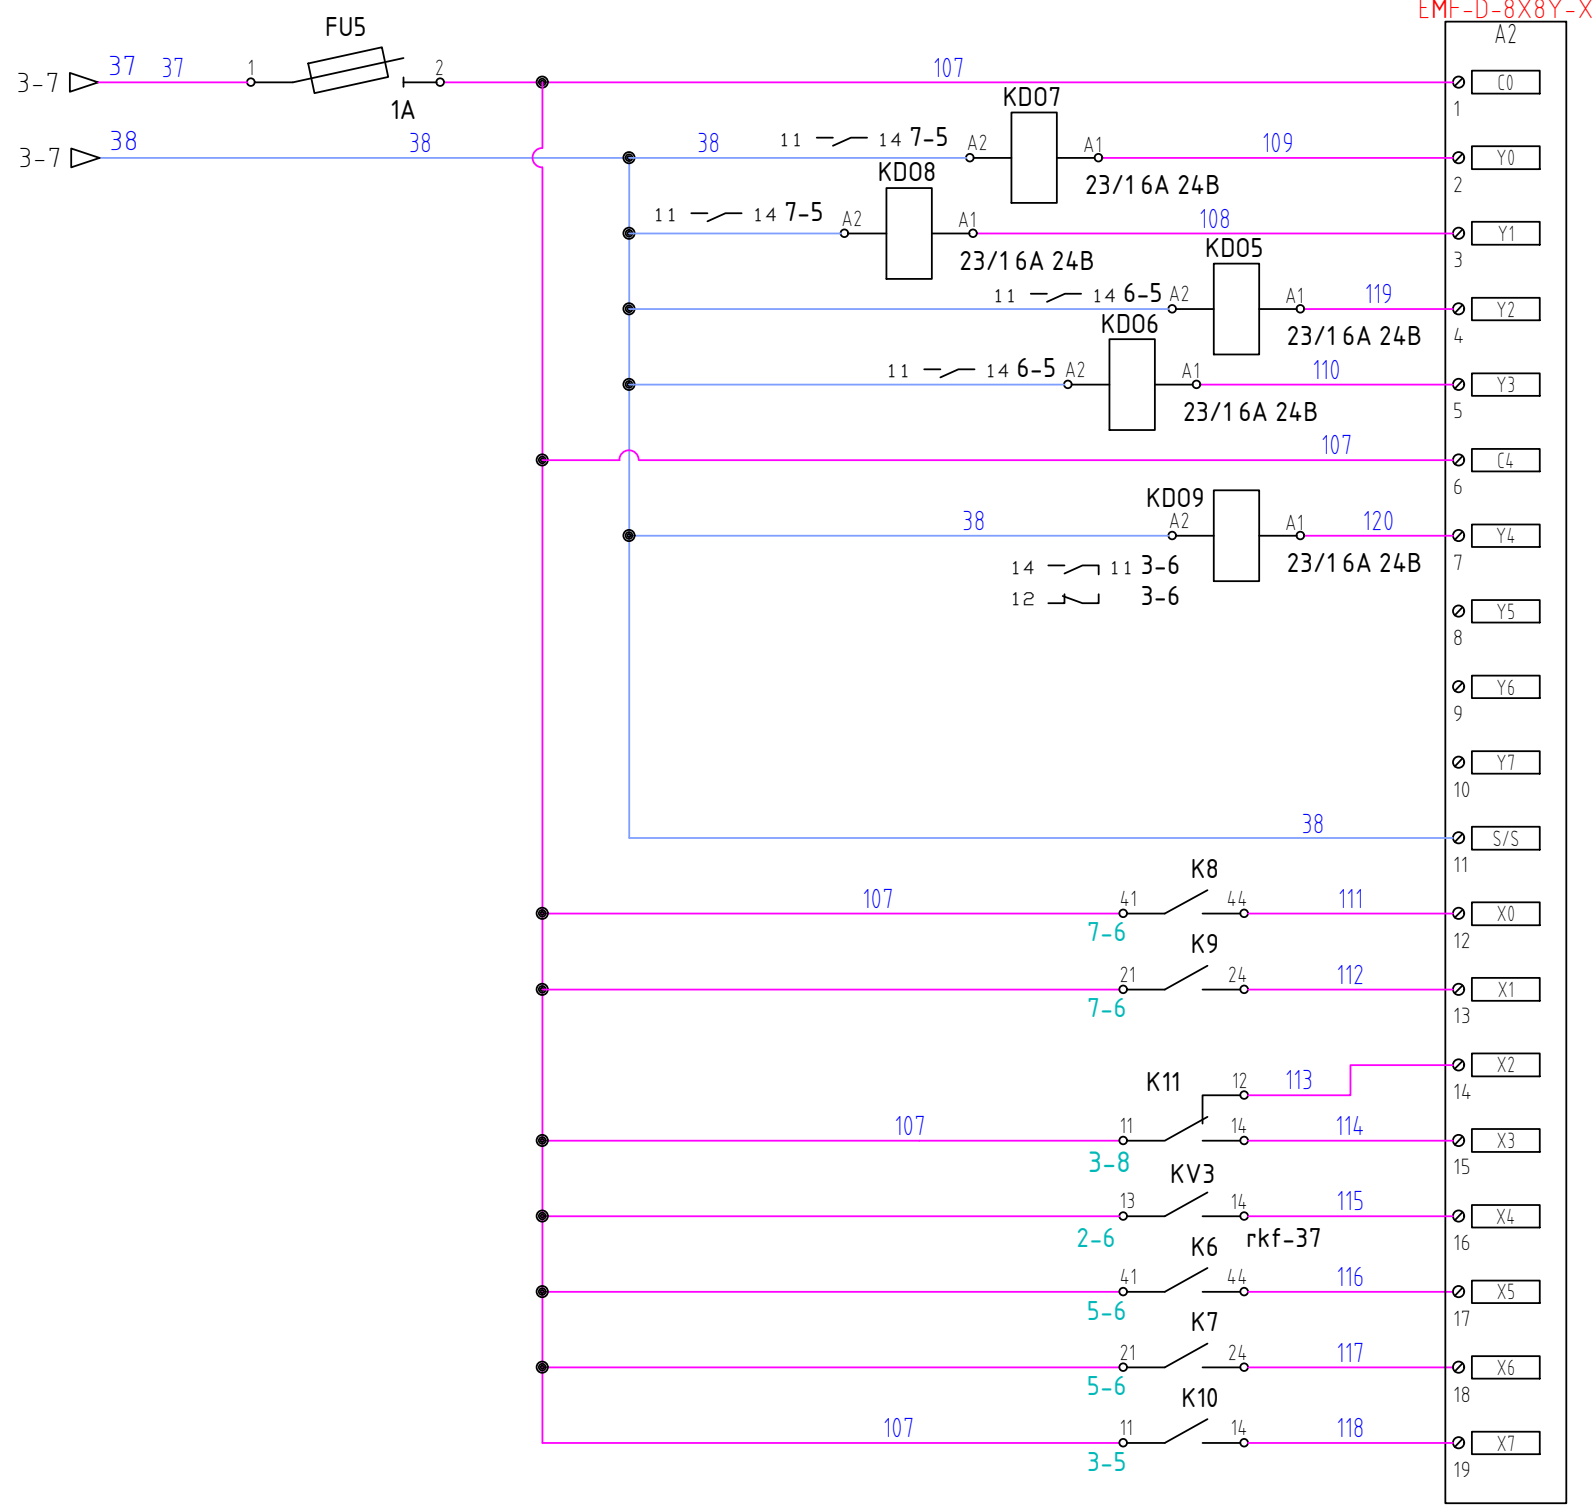 EMF-D-8X8Y-X
A2
FU5
3-7 37 37 1 2 107 C0
1A 1
KD07
3-7 38 38 38 11 14 7-5 A2 A1 109 Y0
23/16A 24B 2
KD08
11 14 7-5 A2 A1 108 Y1
23/16A 24B 3
KD05
11 14 6-5 A2 A1 119 Y2
23/16A 24B 4
KD06
11 14 6-5 A2 A1 110 Y3
23/16A 24B 5
107 C4
6
KD09
38 A2 A1 120 Y4
14 11 3-6 23/16A 24B 7
12 3-6
Y5
8
Y6
9
Y7
10
38 S/S
11
K8
107 41 44 111 X0
7-6 12
K9
21 24 112 X1
7-6 13
K11 12 113 X2
14
107 11 14 114 X3
3-8 15
KV3
13 14 115 X4
2-6 rkf-37 16
K6
41 44 116 X5
5-6 17
K7
21 24 117 X6
5-6 18
K10
107 11 14 118 X7
3-5 19